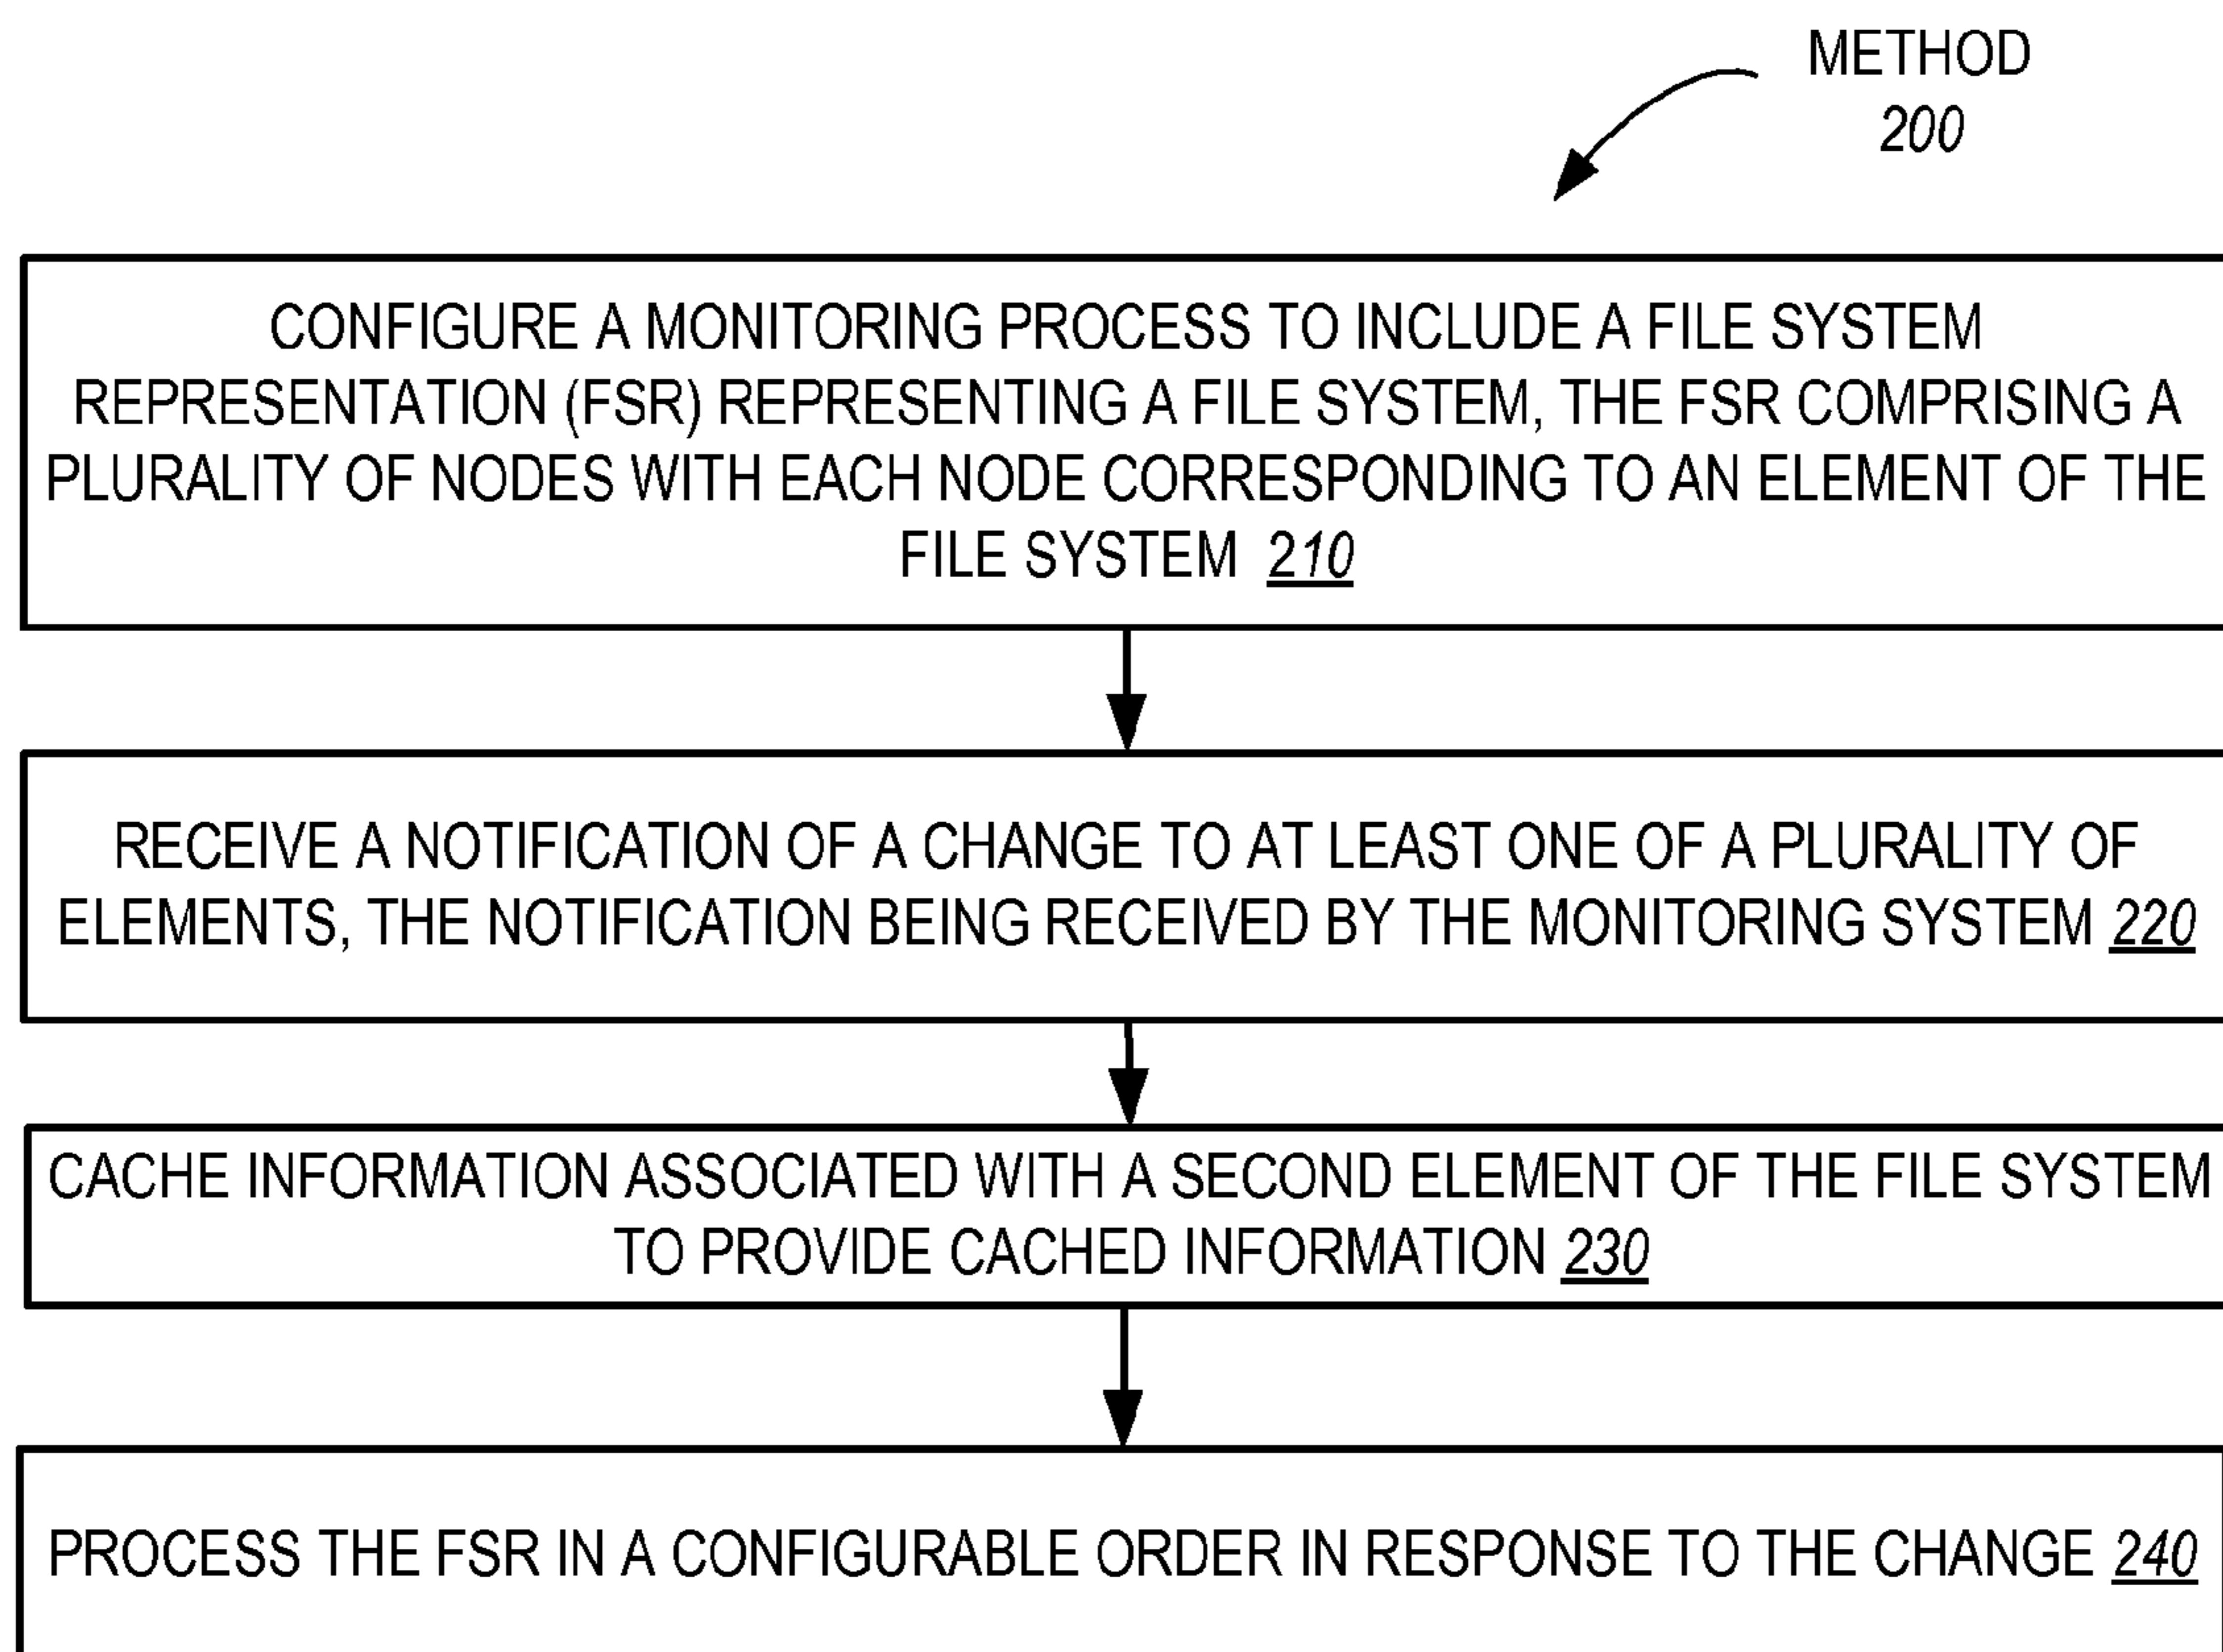 METHOD
200
CONFIGURE A MONITORING PROCESS TO INCLUDE A FILE SYSTEM
REPRESENTATION (FSR) REPRESENTING A FILE SYSTEM, THE FSR COMPRISING A
PLURALITY OF NODES WITH EACH NODE CORRESPONDING TO AN ELEMENT OF THE
FILE SYSTEM 210
RECEIVE A NOTIFICATION OF A CHANGE TO AT LEAST ONE OF A PLURALITY OF
ELEMENTS, THE NOTIFICATION BEING RECEIVED BY THE MONITORING SYSTEM 220
CACHE INFORMATION ASSOCIATED WITH A SECOND ELEMENT OF THE FILE SYSTEM
TO PROVIDE CACHED INFORMATION 230
PROCESS THE FSR IN A CONFIGURABLE ORDER IN RESPONSE TO THE CHANGE 240